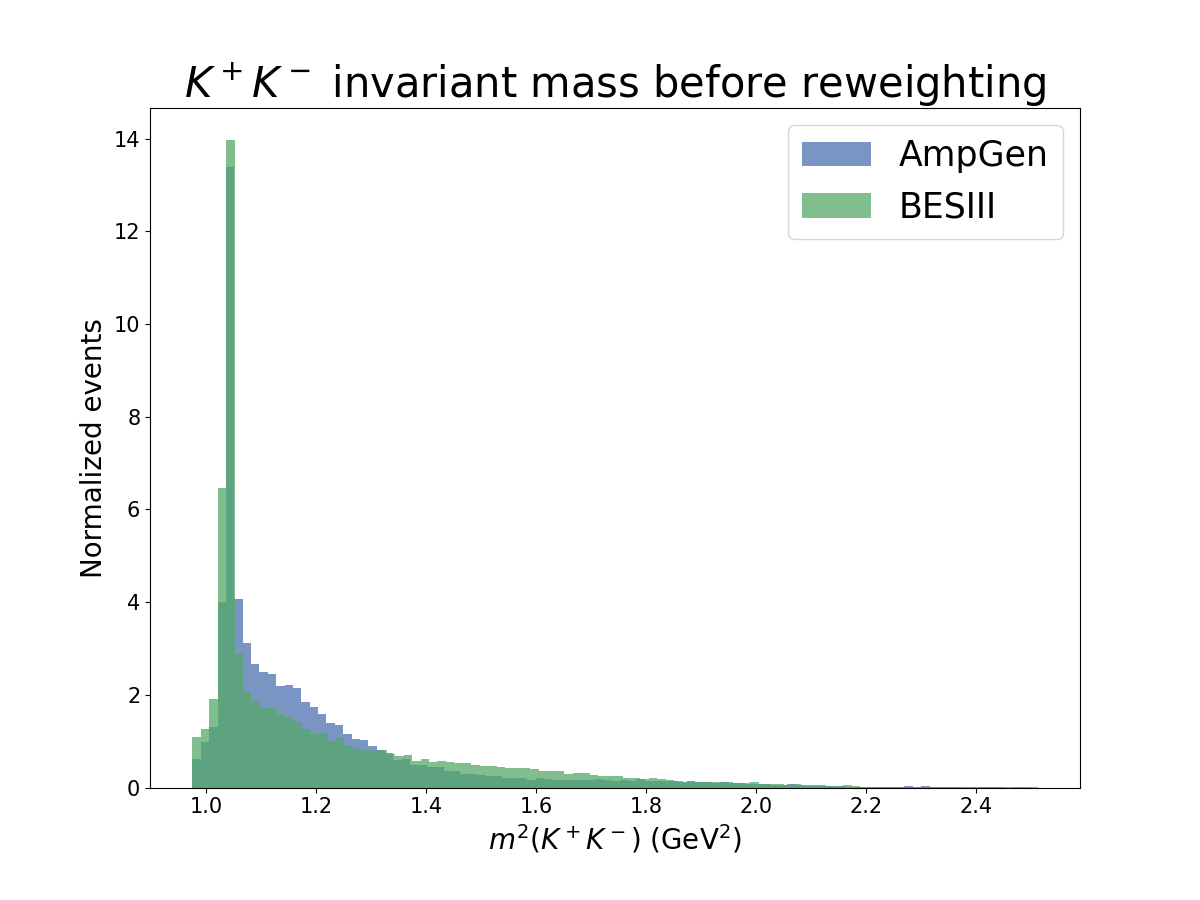 K⁺K⁻ invariant mass before reweighting
AmpGen
BESIII
Normalized events
14
12
10
8
6
4
2
0
1.0 1.2 1.4 1.6 1.8 2.0 2.2 2.4
m²(K⁺K⁻) (GeV²)